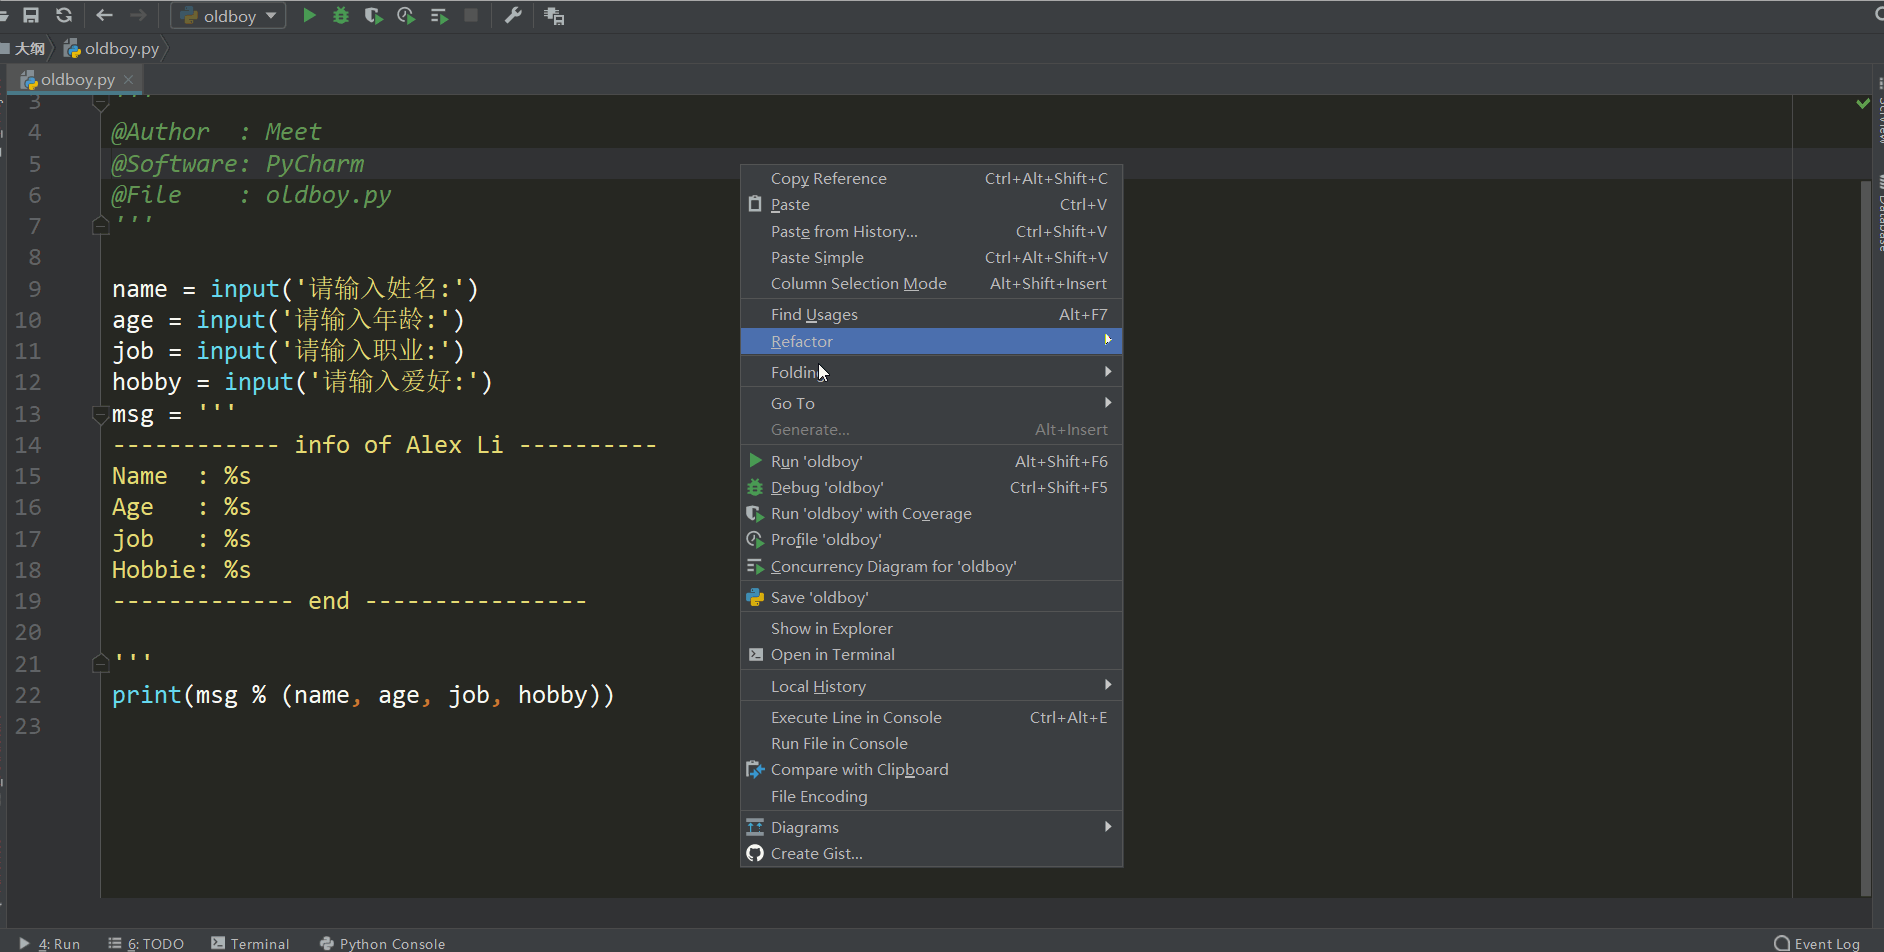 oldboy
大纲 oldboy.py
oldboy.py
3 '''
4 @Author  : Meet
5 @Software: PyCharm
6 @File    : oldboy.py
7 '''
8
9 name = input('请输入姓名:')
10 age = input('请输入年龄:')
11 job = input('请输入职业:')
12 hobby = input('请输入爱好:')
13 msg = '''
14 ------------ info of Alex Li ----------
15 Name  : %s
16 Age   : %s
17 job   : %s
18 Hobbie: %s
19 ------------- end ----------------
20
21 '''
22 print(msg % (name, age, job, hobby))
23
Copy Reference Ctrl+Alt+Shift+C
Paste Ctrl+V
Paste from History... Ctrl+Shift+V
Paste Simple Ctrl+Alt+Shift+V
Column Selection Mode Alt+Shift+Insert
Find Usages Alt+F7
Refactor
Folding
Go To
Generate... Alt+Insert
Run 'oldboy' Alt+Shift+F6
Debug 'oldboy' Ctrl+Shift+F5
Run 'oldboy' with Coverage
Profile 'oldboy'
Concurrency Diagram for 'oldboy'
Save 'oldboy'
Show in Explorer
Open in Terminal
Local History
Execute Line in Console Ctrl+Alt+E
Run File in Console
Compare with Clipboard
File Encoding
Diagrams
Create Gist...
Database
4: Run 6: TODO Terminal Python Console Event Log